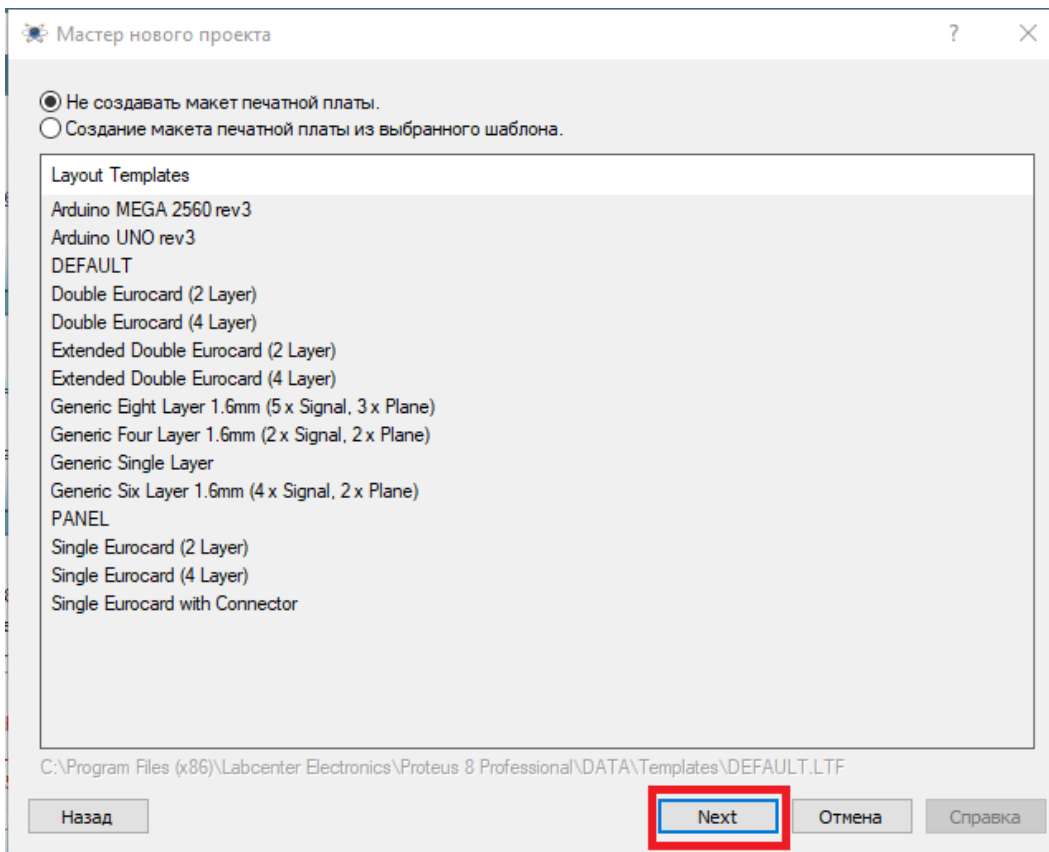 Мастер нового проекта
?
Не создавать макет печатной платы.
Создание макета печатной платы из выбранного шаблона.
Layout Templates
Arduino MEGA 2560 rev3
Arduino UNO rev3
DEFAULT
Double Eurocard (2 Layer)
Double Eurocard (4 Layer)
Extended Double Eurocard (2 Layer)
Extended Double Eurocard (4 Layer)
Generic Eight Layer 1.6mm (5 x Signal, 3 x Plane)
Generic Four Layer 1.6mm (2 x Signal, 2 x Plane)
Generic Single Layer
Generic Six Layer 1.6mm (4 x Signal, 2 x Plane)
PANEL
Single Eurocard (2 Layer)
Single Eurocard (4 Layer)
Single Eurocard with Connector
C:\Program Files (x86)\Labcenter Electronics\Proteus 8 Professional\DATA\Templates\DEFAULT.LTF
Назад Next Отмена Справка